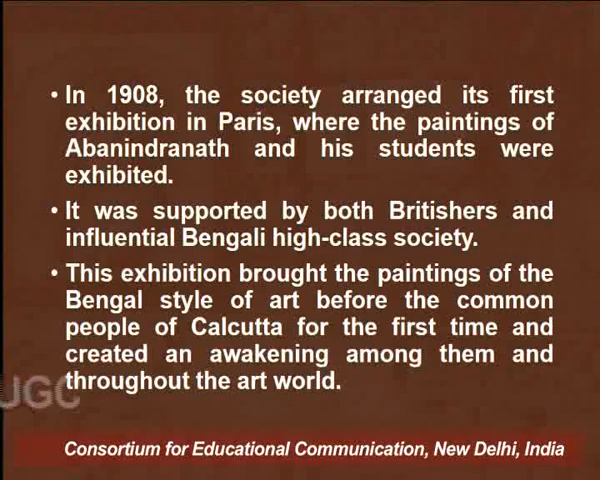 • In 1908, the society arranged its first
exhibition in Paris, where the paintings of
Abanindranath and his students were
exhibited.
• It was supported by both Britishers and
influential Bengali high-class society.
• This exhibition brought the paintings of the
Bengal style of art before the common
people of Calcutta for the first time and
created an awakening among them and
throughout the art world.
UGC
Consortium for Educational Communication, New Delhi, India